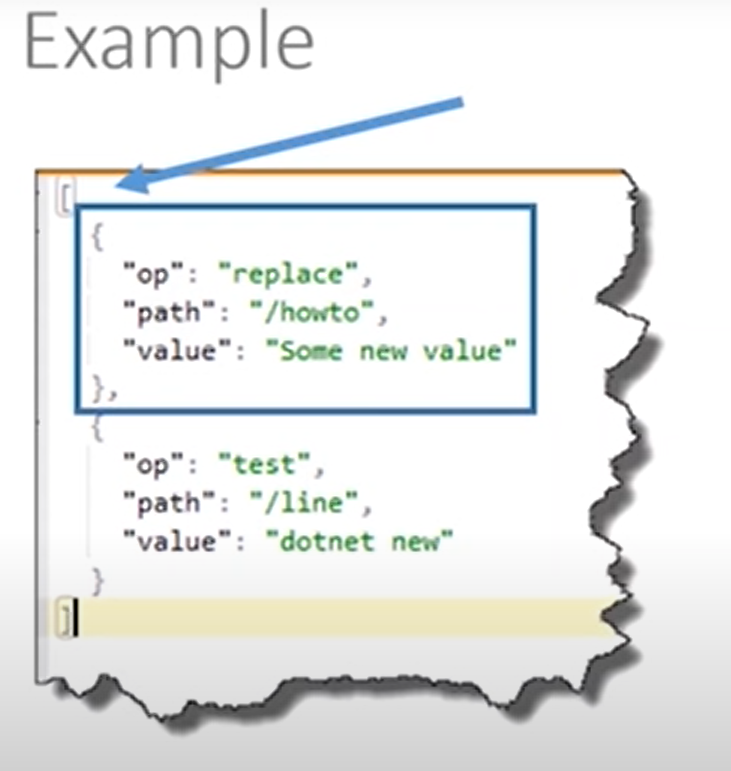 Example
[
{
"op": "replace",
"path": "/howto",
"value": "Some new value"
},
{
"op": "test",
"path": "/line",
"value": "dotnet new"
}
]